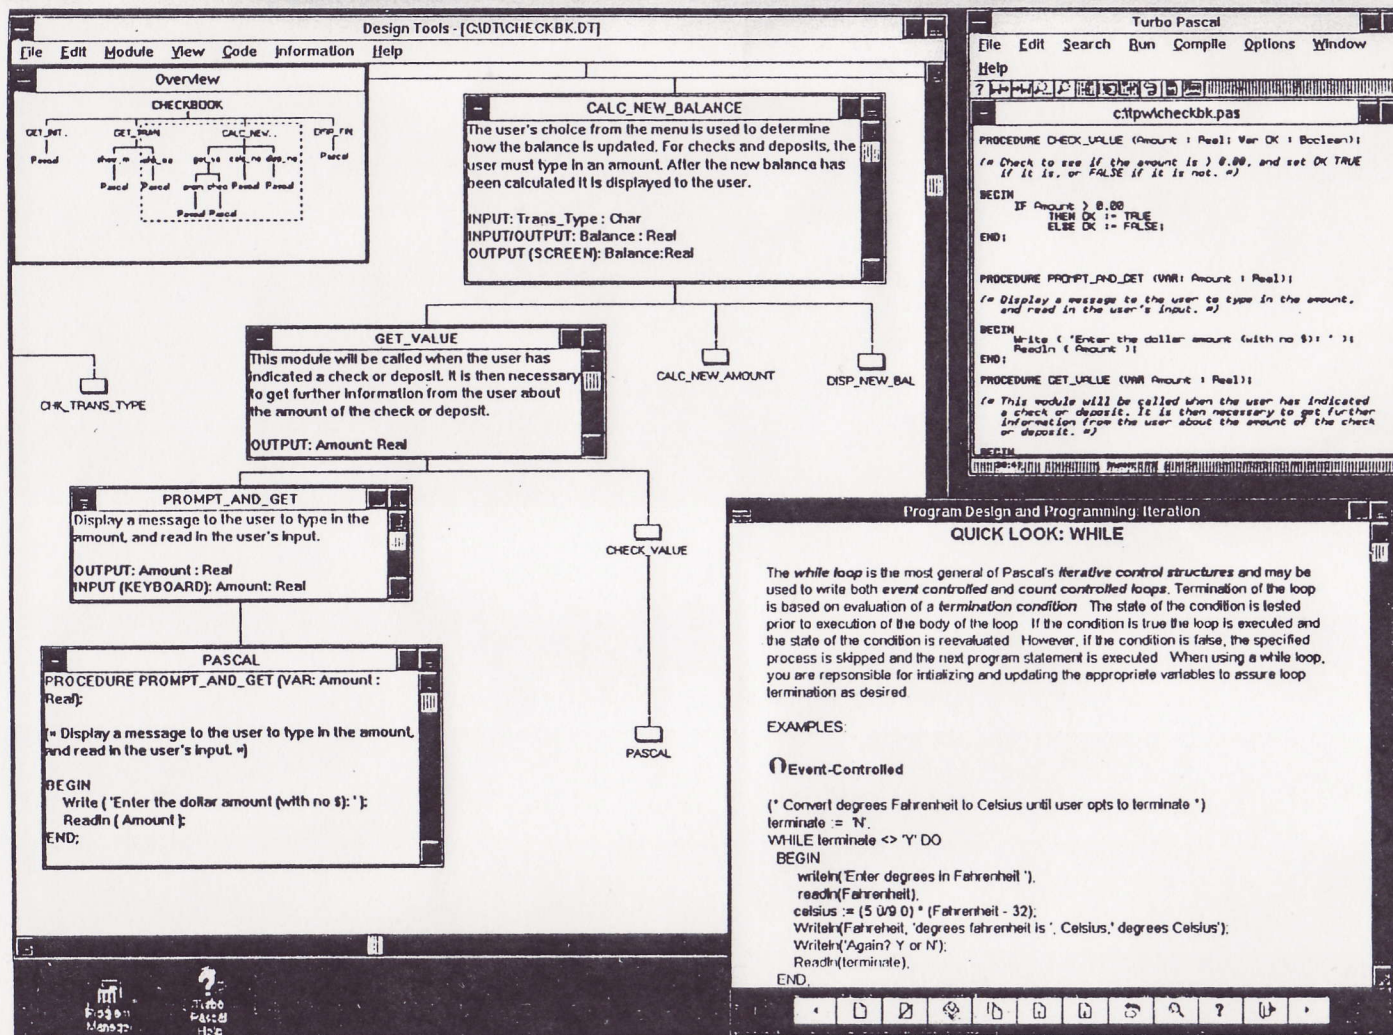 Design Tools - [C:\DT\CHECKBK.DT]
File Edit Module View Code Information Help
Overview
CHECKBOOK
GET_INIT.. GET_TRAN CALC_NEW.. DISP_FIN
Pascal
Pascal Pascal Pascal Pascal
Pascal
Pascal Pascal
CALC_NEW_BALANCE
The user's choice from the menu is used to determine
how the balance is updated. For checks and deposits, the
user must type in an amount. After the new balance has
been calculated it is displayed to the user.
INPUT: Trans_Type : Char
INPUT/OUTPUT: Balance : Real
OUTPUT (SCREEN): Balance:Real
GET_VALUE
This module will be called when the user has
indicated a check or deposit. It is then necessary
to get further information from the user about
the amount of the check or deposit.
OUTPUT: Amount: Real
CALC_NEW_AMOUNT
DISP_NEW_BAL
CHK_TRANS_TYPE
PROMPT_AND_GET
Display a message to the user to type in the
amount, and read in the user's input.
OUTPUT: Amount : Real
INPUT (KEYBOARD): Amount: Real
CHECK_VALUE
PASCAL
PROCEDURE PROMPT_AND_GET (VAR: Amount :
Real);
(* Display a message to the user to type in the amount,
and read in the user's input. *)
BEGIN
Write ( 'Enter the dollar amount (with no $): ' );
Readln ( Amount );
END;
PASCAL
Program
Manager
Turbo
Pascal
Help
Turbo Pascal
File Edit Search Run Compile Options Window
Help
c:\tpw\checkbk.pas
PROCEDURE CHECK_VALUE (Amount : Real; Var OK : Boolean);
(* Check to see if the amount is > 0.00, and set OK TRUE
if it is, or FALSE if it is not. *)
BEGIN
IF Amount > 0.00
THEN OK := TRUE
ELSE OK := FALSE;
END;
PROCEDURE PROMPT_AND_GET (VAR: Amount : Real);
(* Display a message to the user to type in the amount,
and read in the user's input. *)
BEGIN
Write ( 'Enter the dollar amount (with no $): ' );
Readln ( Amount );
END;
PROCEDURE GET_VALUE (VAR Amount : Real);
(* This module will be called when the user has indicated
a check or deposit. It is then necessary to get further
information from the user about the amount of the check
or deposit. *)
BEGIN
Program Design and Programming: Iteration
QUICK LOOK: WHILE
The while loop is the most general of Pascal's iterative control structures and may be
used to write both event controlled and count controlled loops. Termination of the loop
is based on evaluation of a termination condition The state of the condition is tested
prior to execution of the body of the loop If the condition is true the loop is executed and
the state of the condition is reevaluated However, if the condition is false, the specified
process is skipped and the next program statement is executed When using a while loop,
you are repsonsible for intializing and updating the appropriate variables to assure loop
termination as desired
EXAMPLES:
Event-Controlled
(* Convert degrees Fahrenheit to Celsius until user opts to terminate *)
terminate := 'N';
WHILE terminate <> 'Y' DO
BEGIN
writeln('Enter degrees in Fahrenheit ');
readln(Fahrenheit);
celsius := (5 0/9 0) * (Fahrenheit - 32);
Writeln(Fahreheit, 'degrees fahrenheit is ', Celsius,' degrees Celsius');
Writeln('Again? Y or N');
Readln(terminate);
END;